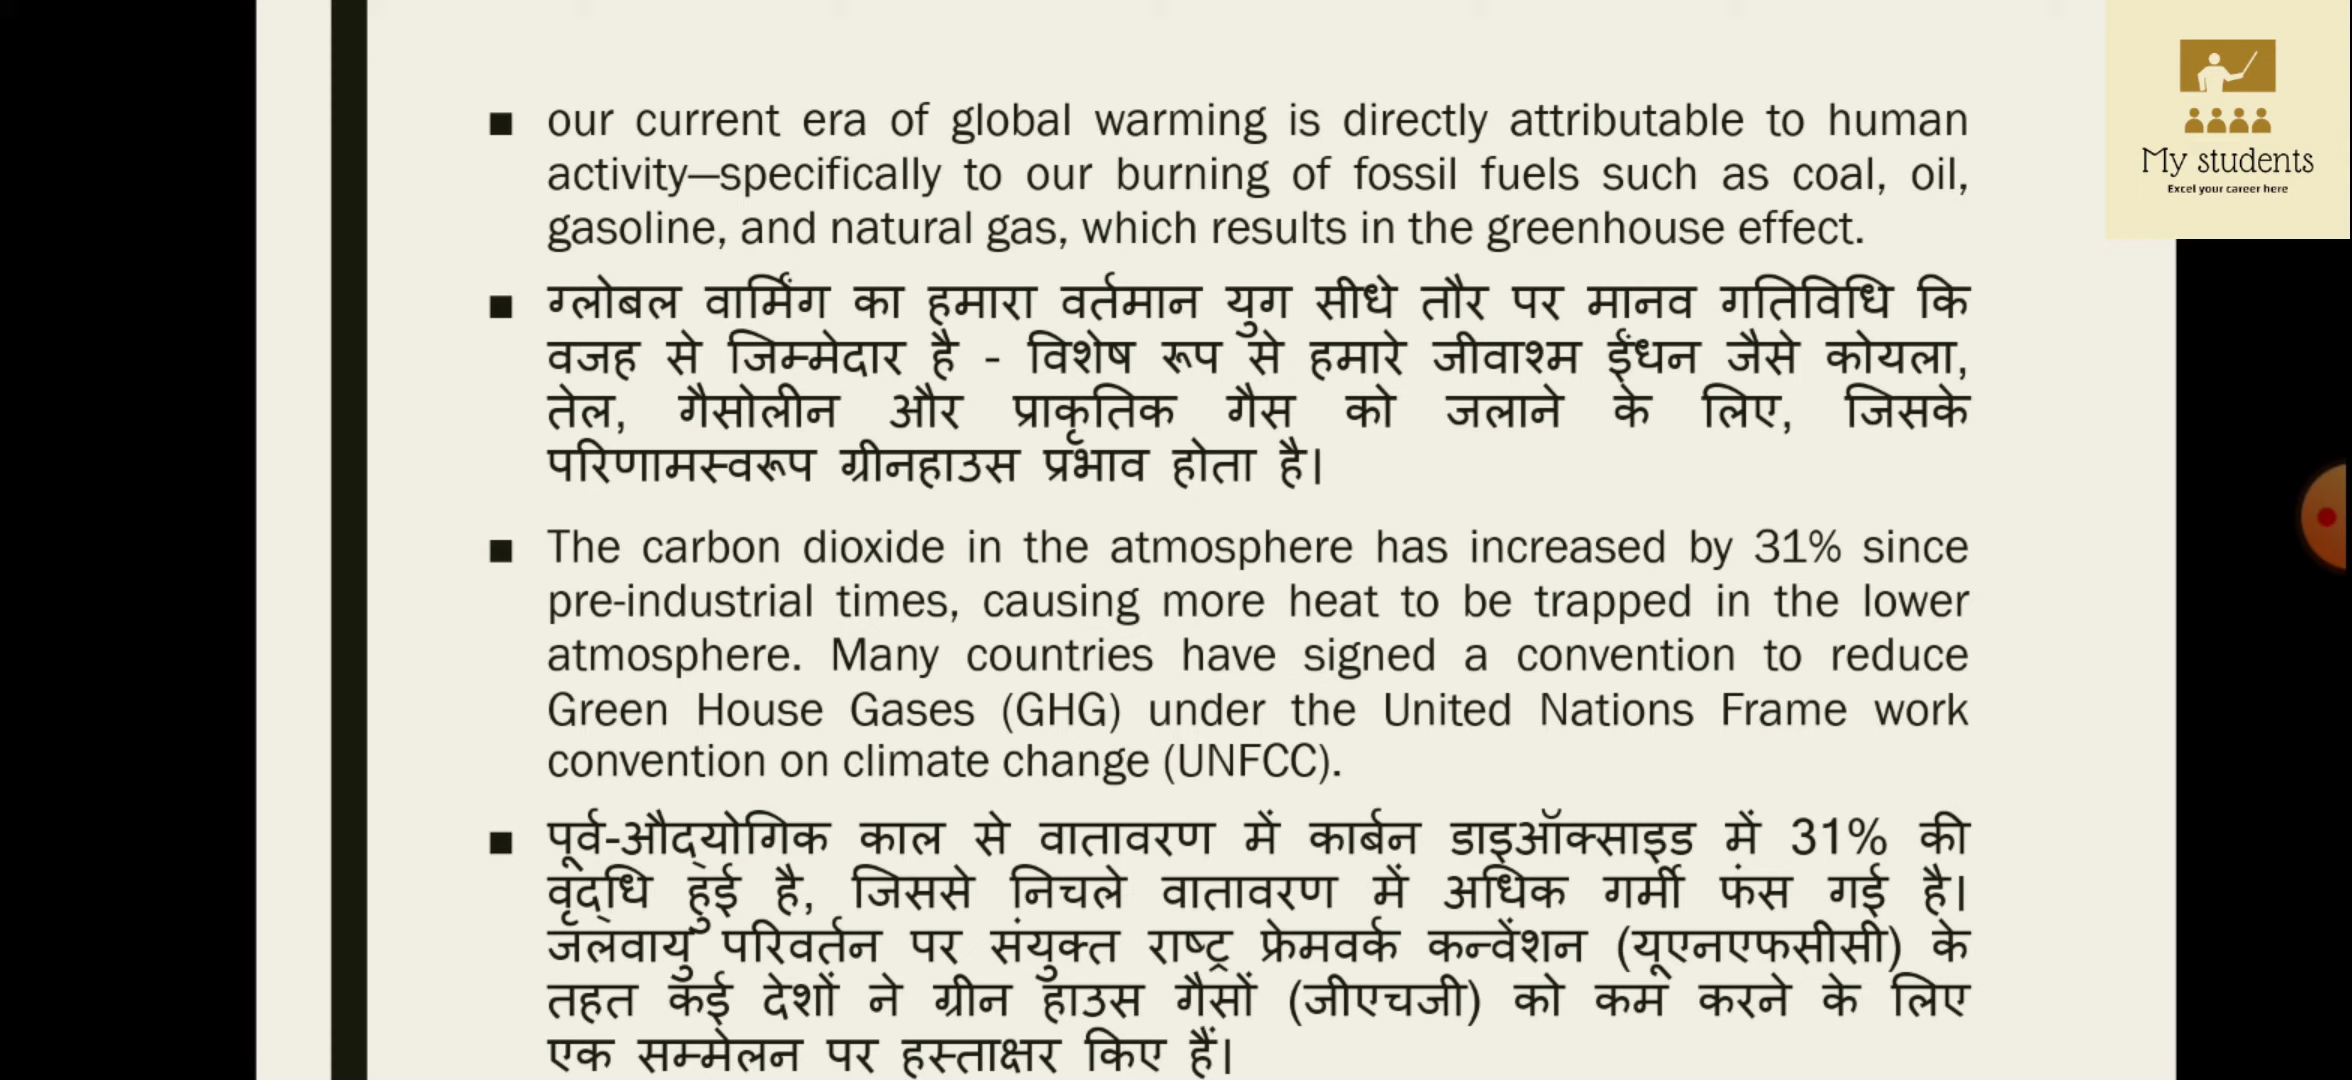 My students
Excel your career here
our current era of global warming is directly attributable to human
activity—specifically to our burning of fossil fuels such as coal, oil,
gasoline, and natural gas, which results in the greenhouse effect.
ग्लोबल वार्मिंग का हमारा वर्तमान युग सीधे तौर पर मानव गतिविधि कि
वजह से जिम्मेदार है - विशेष रूप से हमारे जीवाश्म ईंधन जैसे कोयला,
तेल, गैसोलीन और प्राकृतिक गैस को जलाने के लिए, जिसके
परिणामस्वरूप ग्रीनहाउस प्रभाव होता है।
The carbon dioxide in the atmosphere has increased by 31% since
pre-industrial times, causing more heat to be trapped in the lower
atmosphere. Many countries have signed a convention to reduce
Green House Gases (GHG) under the United Nations Frame work
convention on climate change (UNFCC).
पूर्व-औद्योगिक काल से वातावरण में कार्बन डाइऑक्साइड में 31% की
वृद्धि हुई है, जिससे निचले वातावरण में अधिक गर्मी फंस गई है।
जलवायु परिवर्तन पर संयुक्त राष्ट्र फ्रेमवर्क कन्वेंशन (यूएनएफसीसी) के
तहत कई देशों ने ग्रीन हाउस गैसों (जीएचजी) को कम करने के लिए
एक सम्मेलन पर हस्ताक्षर किए हैं।